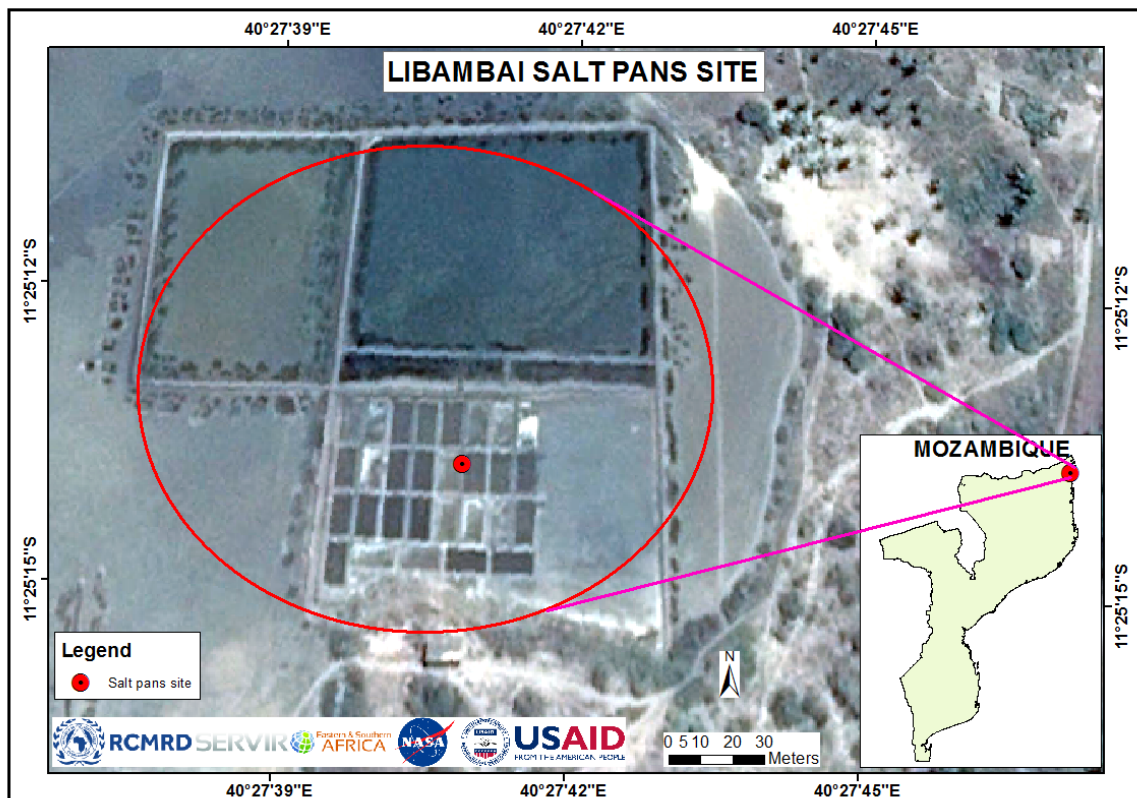 40°27'39"E
40°27'42"E
40°27'45"E
LIBAMBAI SALT PANS SITE
11°25'12"S
11°25'12"S
MOZAMBIQUE
11°25'15"S
11°25'15"S
Legend
Salt pans site
N
RCMRD SERVIR Eastern & Southern AFRICA NASA USAID
FROM THE AMERICAN PEOPLE
0 5 10 20 30
Meters
40°27'39"E
40°27'42"E
40°27'45"E